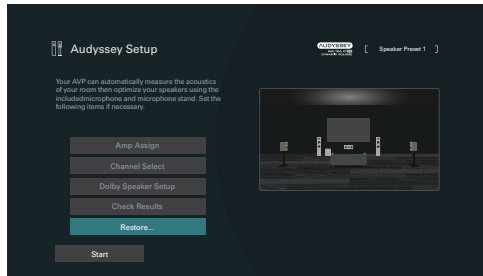 Audyssey Setup
AUDYSSEY
DYNAMIC VOLUME
[ Speaker Preset 1 ]
Your AVP can automatically measure the acoustics
of your room then optimize your speakers using the
includedmicrophone and microphone stand. Set the
following items if necessary.
Amp Assign
Channel Select
Dolby Speaker Setup
Check Results
Restore...
Start